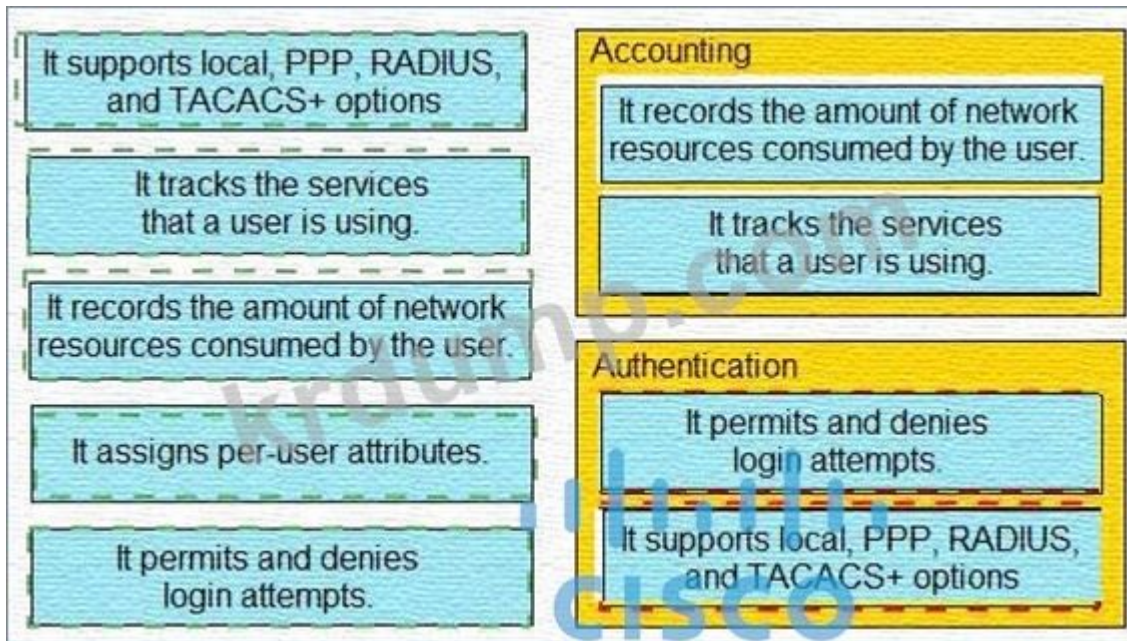 It supports local, PPP, RADIUS,
and TACACS+ options
It tracks the services
that a user is using.
It records the amount of network
resources consumed by the user.
It assigns per-user attributes.
It permits and denies
login attempts.
Accounting
It records the amount of network
resources consumed by the user.
It tracks the services
that a user is using.
Authentication
It permits and denies
login attempts.
It supports local, PPP, RADIUS,
and TACACS+ options
krdump.com
CISCO